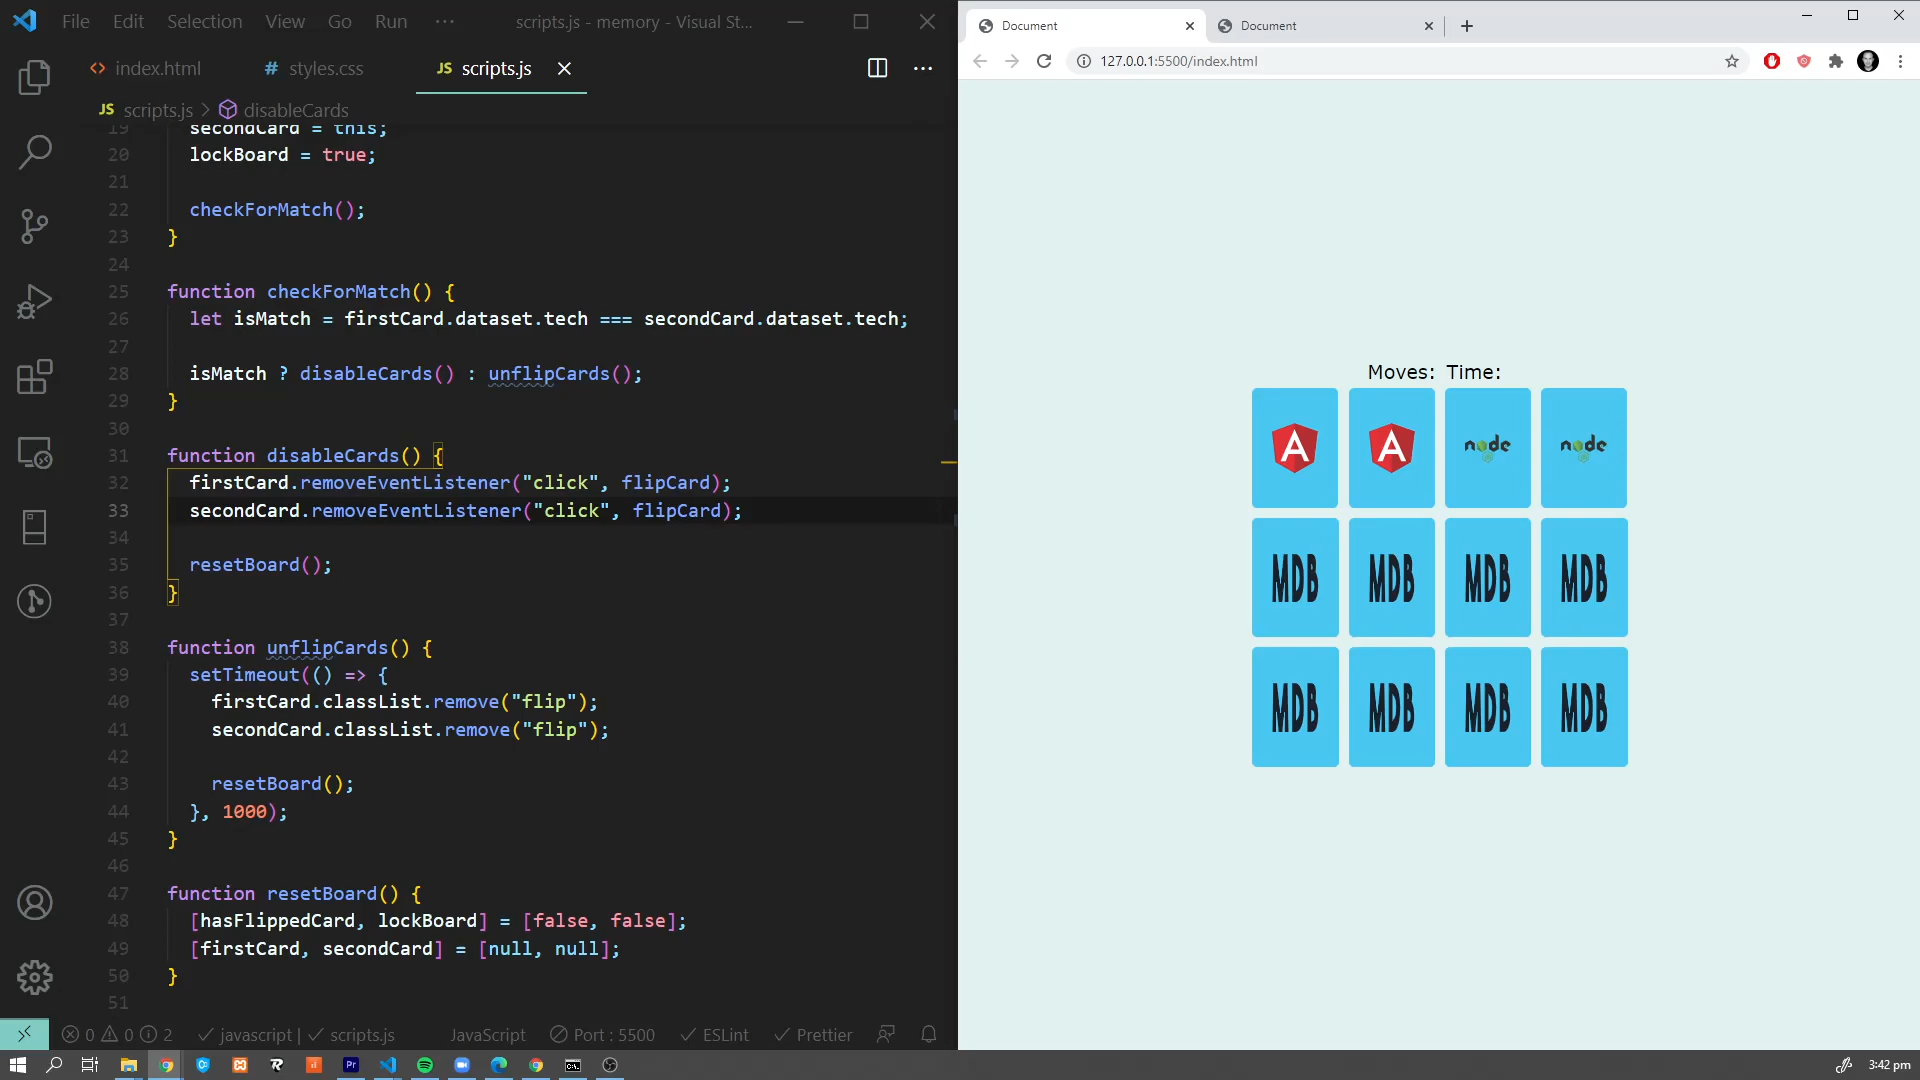 File Edit Selection View Go Run ··· scripts.js - memory - Visual St...
index.html # styles.css JS scripts.js
JS scripts.js > disableCards
19 secondCard = this;
20 lockBoard = true;
21
22 checkForMatch();
23 }
24
25 function checkForMatch() {
26 let isMatch = firstCard.dataset.tech === secondCard.dataset.tech;
27
28 isMatch ? disableCards() : unflipCards();
29 }
30
31 function disableCards() {
32 firstCard.removeEventListener("click", flipCard);
33 secondCard.removeEventListener("click", flipCard);
34
35 resetBoard();
36 }
37
38 function unflipCards() {
39 setTimeout(() => {
40 firstCard.classList.remove("flip");
41 secondCard.classList.remove("flip");
42
43 resetBoard();
44 }, 1000);
45 }
46
47 function resetBoard() {
48 [hasFlippedCard, lockBoard] = [false, false];
49 [firstCard, secondCard] = [null, null];
50 }
51
0 0 2 javascript | scripts.js JavaScript Port : 5500 ESLint Prettier
Document Document
127.0.0.1:5500/index.html
Moves: Time:
A A node node
MDB MDB MDB MDB
MDB MDB MDB MDB
Pr 3:42 pm